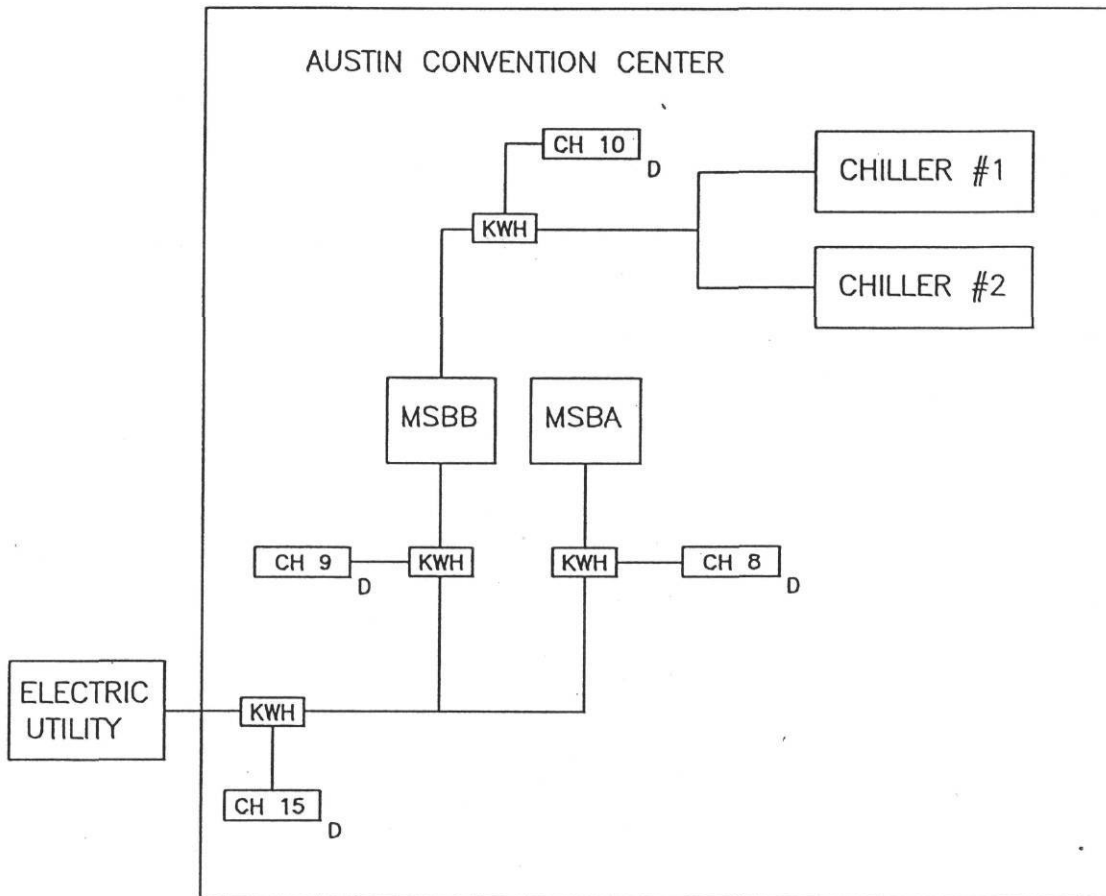 AUSTIN CONVENTION CENTER
CH 10
D
CHILLER #1
KWH
CHILLER #2
MSBB
MSBA
CH 9
D
KWH
KWH
CH 8
D
ELECTRIC
UTILITY
KWH
CH 15
D